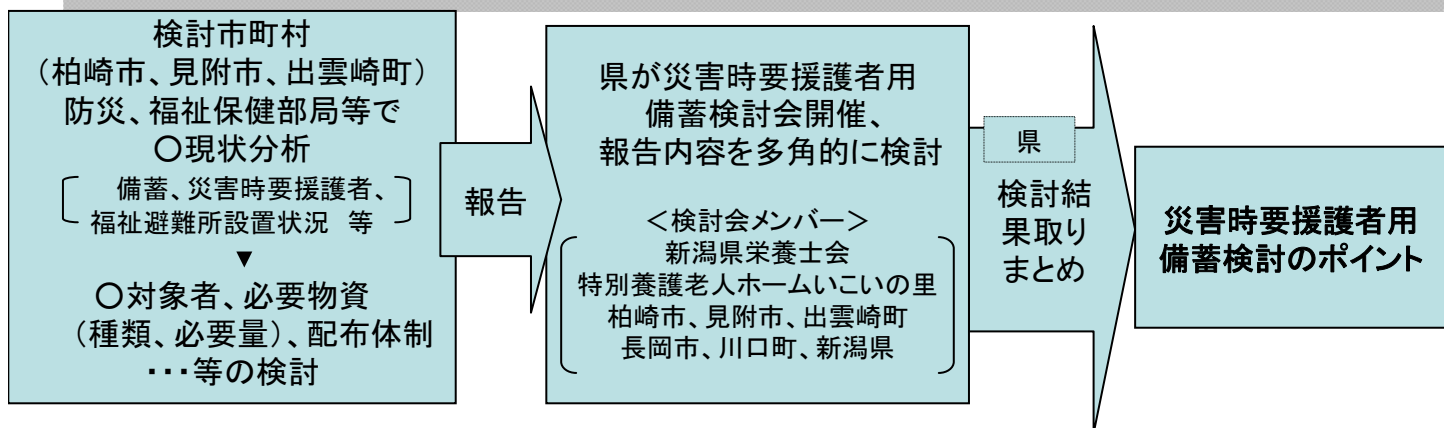 検討市町村
（柏崎市、見附市、出雲崎町）
防災、福祉保健部局等で
〇現状分析
備蓄、災害時要援護者、
福祉避難所設置状況　等
▼
〇対象者、必要物資
（種類、必要量）、配布体制
・・・等の検討
報告
県が災害時要援護者用
備蓄検討会開催、
報告内容を多角的に検討
＜検討会メンバー＞
新潟県栄養士会
特別養護老人ホームいこいの里
柏崎市、見附市、出雲崎町
長岡市、川口町、新潟県
県
検討結
果取り
まとめ
災害時要援護者用
備蓄検討のポイント